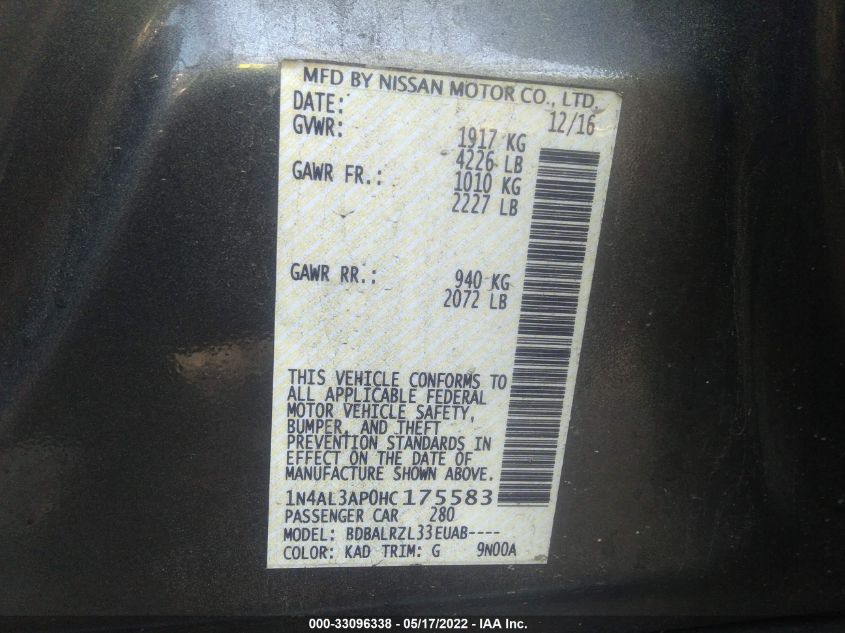 MFD BY NISSAN MOTOR CO., LTD.
DATE: 12/16
GVWR: 1917 KG
4226 LB
GAWR FR.: 1010 KG
2227 LB
GAWR RR.: 940 KG
2072 LB
THIS VEHICLE CONFORMS TO
ALL APPLICABLE FEDERAL
MOTOR VEHICLE SAFETY,
BUMPER, AND THEFT
PREVENTION STANDARDS IN
EFFECT ON THE DATE OF
MANUFACTURE SHOWN ABOVE.
1N4AL3AP0HC175583
PASSENGER CAR 280
MODEL: BDBALRZL33EUAB----
COLOR: KAD TRIM: G 9N00A
000-33096338 - 05/17/2022 - IAA Inc.